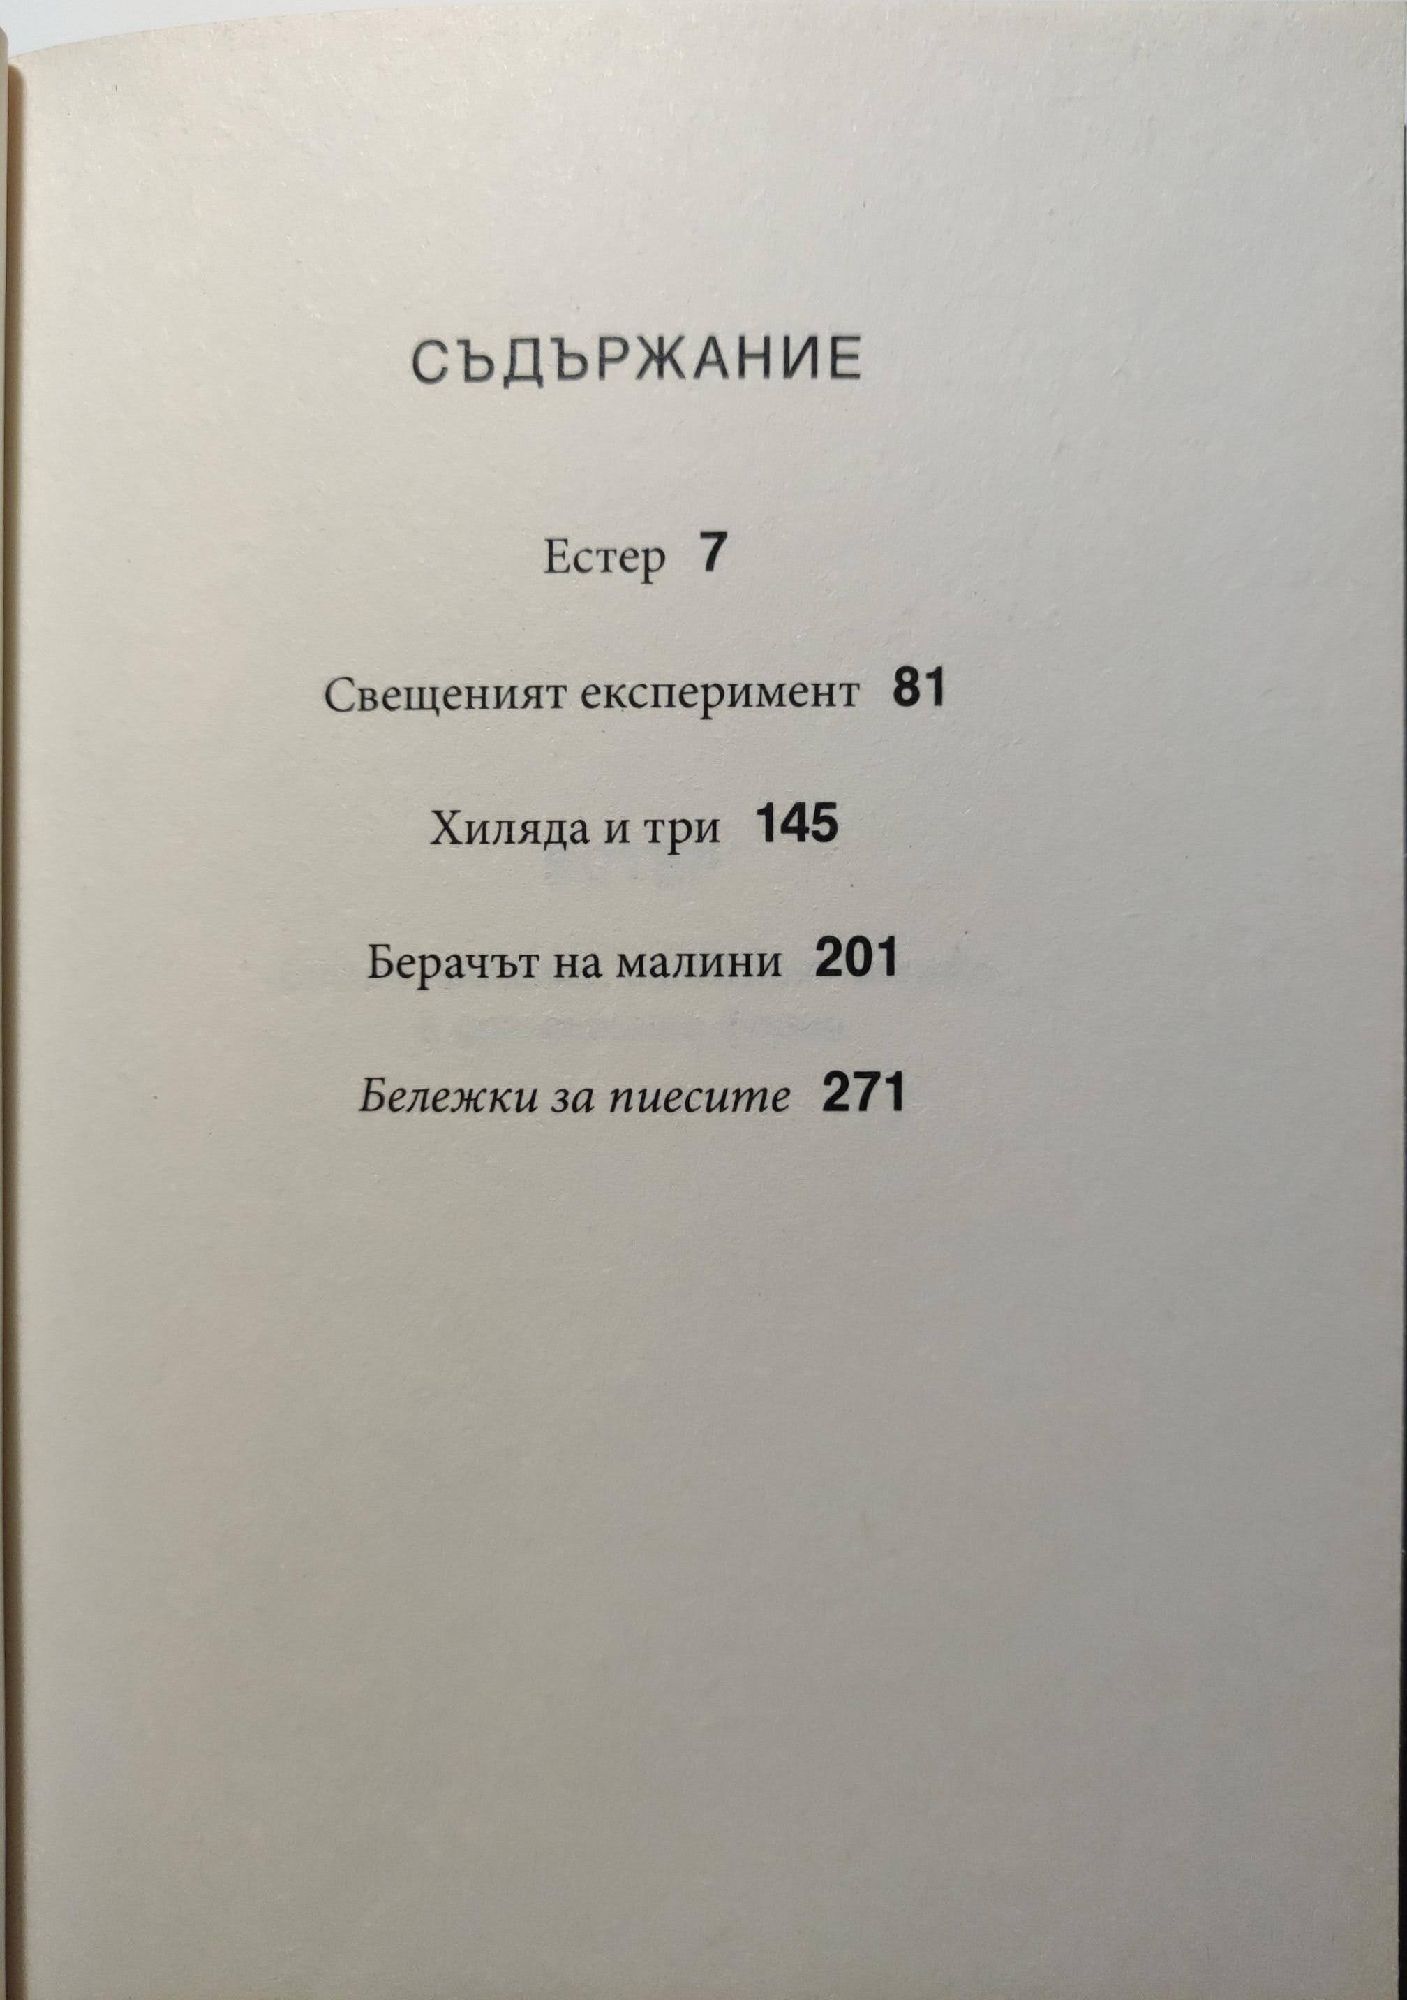 СЪДЪРЖАНИЕ
Естер 7
Свещеният експеримент 81
Хиляда и три 145
Берачът на малини 201
Бележки за пиесите 271